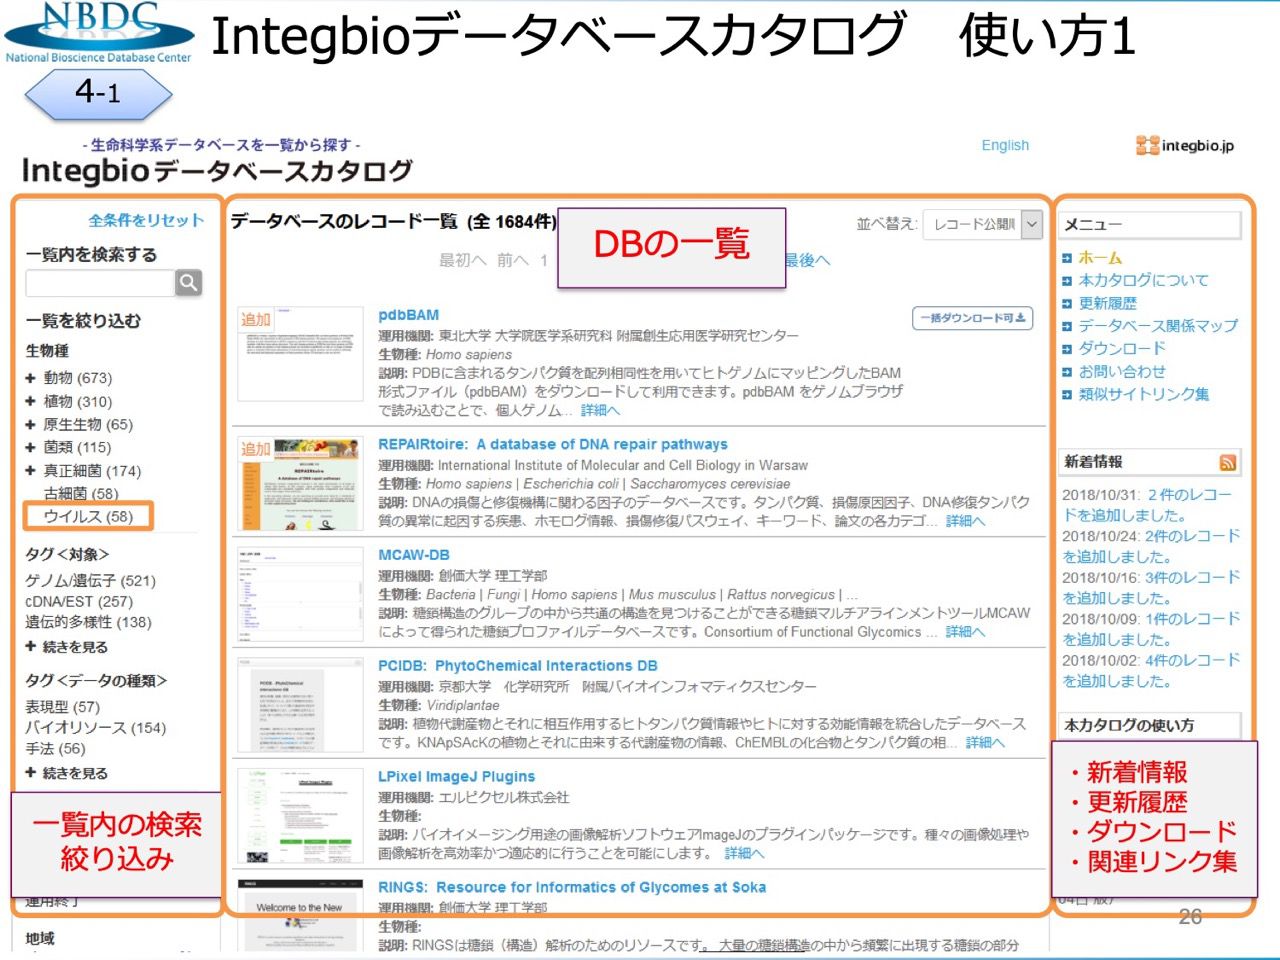 NBDC
National Bioscience Database Center
Integbioデータベースカタログ　使い方1
4-1
- 生命科学系データベースを一覧から探す -
Integbioデータベースカタログ
English
integbio.jp
全条件をリセット
一覧内を検索する
一覧を絞り込む
生物種
+ 動物 (673)
+ 植物 (310)
+ 原生生物 (65)
+ 菌類 (115)
+ 真正細菌 (174)
古細菌 (58)
ウイルス (58)
タグ<対象>
ゲノム/遺伝子 (521)
cDNA/EST (257)
遺伝的多様性 (138)
+ 続きを見る
タグ<データの種類>
表現型 (57)
バイオリソース (154)
手法 (56)
+ 続きを見る
一覧内の検索
絞り込み
運用終了
地域
データベースのレコード一覧 (全 1684件)
DBの一覧
並べ替え: レコード公開順
最初へ 前へ 1
最後へ
追加
pdbBAM
一括ダウンロード可
運用機関: 東北大学 大学院医学系研究科 附属創生応用医学研究センター
生物種: Homo sapiens
説明: PDBに含まれるタンパク質を配列相同性を用いてヒトゲノムにマッピングしたBAM
形式ファイル（pdbBAM）をダウンロードして利用できます。pdbBAM をゲノムブラウザ
で読み込むことで、個人ゲノム... 詳細へ
追加
REPAIRtoire: A database of DNA repair pathways
運用機関: International Institute of Molecular and Cell Biology in Warsaw
生物種: Homo sapiens | Escherichia coli | Saccharomyces cerevisiae
説明: DNAの損傷と修復機構に関わる因子のデータベースです。タンパク質、損傷原因因子、DNA修復タンパク
質の異常に起因する疾患、ホモログ情報、損傷修復パスウェイ、キーワード、論文の各カテゴ... 詳細へ
MCAW-DB
運用機関: 創価大学 理工学部
生物種: Bacteria | Fungi | Homo sapiens | Mus musculus | Rattus norvegicus | ...
説明: 糖鎖構造のグループの中から共通の構造を見つけることができる糖鎖マルチアラインメントツールMCAW
によって得られた糖鎖プロファイルデータベースです。Consortium of Functional Glycomics ... 詳細へ
PCIDB: PhytoChemical Interactions DB
運用機関: 京都大学　化学研究所　附属バイオインフォマティクスセンター
生物種: Viridiplantae
説明: 植物代謝産物とそれに相互作用するヒトタンパク質情報やヒトに対する効能情報を統合したデータベース
です。KNApSAcKの植物とそれに由来する代謝産物の情報、ChEMBLの化合物とタンパク質の相... 詳細へ
LPixel ImageJ Plugins
運用機関: エルピクセル株式会社
生物種:
説明: バイオイメージング用途の画像解析ソフトウェアImageJのプラグインパッケージです。種々の画像処理や
画像解析を高効率かつ適応的に行うことを可能にします。 詳細へ
RINGS
Welcome to the New
RINGS: Resource for Informatics of Glycomes at Soka
運用機関: 創価大学 理工学部
生物種:
説明: RINGSは糖鎖（構造）解析のためのリソースです。 大量の糖鎖構造の中から頻繁に出現する糖鎖の部分
メニュー
ホーム
本カタログについて
更新履歴
データベース関係マップ
ダウンロード
お問い合わせ
類似サイトリンク集
新着情報
2018/10/31: 2 件のレコー
ドを追加しました。
2018/10/24: 2件のレコード
を追加しました。
2018/10/16: 3件のレコード
を追加しました。
2018/10/09: 1件のレコード
を追加しました。
2018/10/02: 4件のレコード
を追加しました。
本カタログの使い方
・新着情報
・更新履歴
・ダウンロード
・関連リンク集
04日 版）
26